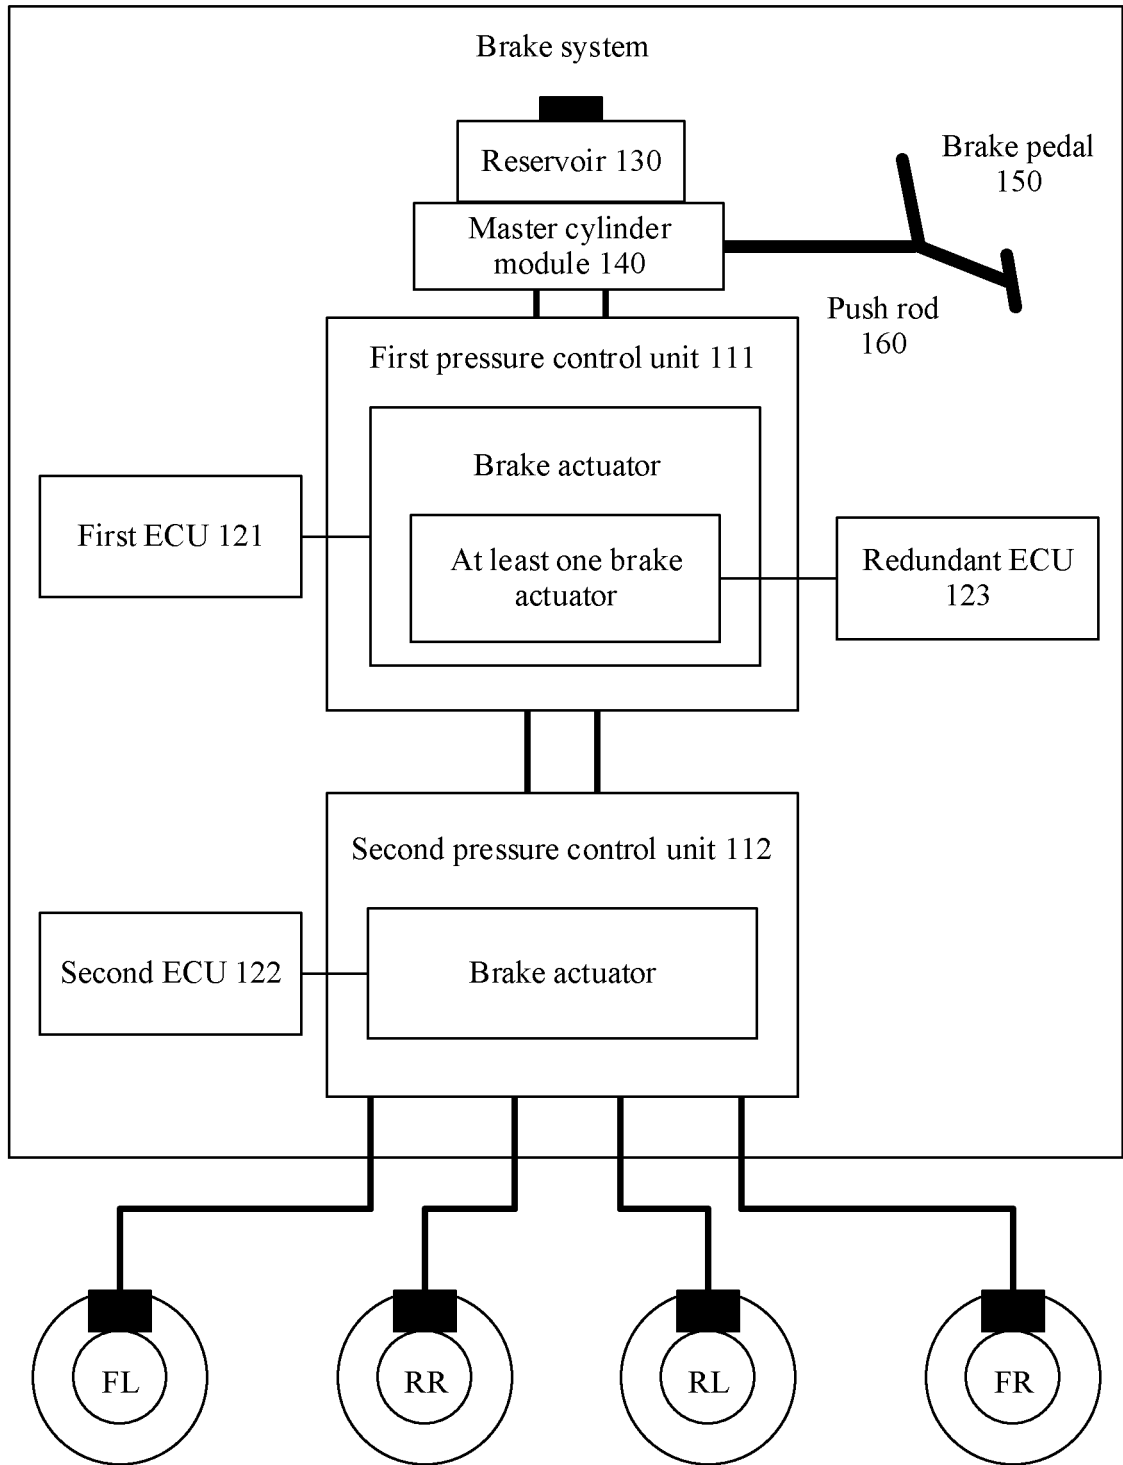 Brake system
Reservoir 130
Brake pedal
150
Master cylinder
module 140
Push rod
160
First pressure control unit 111
Brake actuator
First ECU 121
At least one brake
actuator
Redundant ECU
123
Second pressure control unit 112
Second ECU 122
Brake actuator
FL
RR
RL
FR